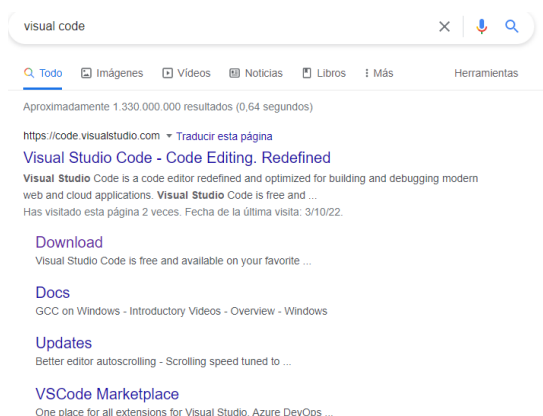 visual code
Todo Imágenes Vídeos Noticias Libros Más Herramientas
Aproximadamente 1.330.000.000 resultados (0,64 segundos)
https://code.visualstudio.com Traducir esta página
Visual Studio Code - Code Editing. Redefined
Visual Studio Code is a code editor redefined and optimized for building and debugging modern
web and cloud applications. Visual Studio Code is free and ...
Has visitado esta página 2 veces. Fecha de la última visita: 3/10/22.
Download
Visual Studio Code is free and available on your favorite ...
Docs
GCC on Windows - Introductory Videos - Overview - Windows
Updates
Better editor autoscrolling - Scrolling speed tuned to ...
VSCode Marketplace
One place for all extensions for Visual Studio, Azure DevOps ...